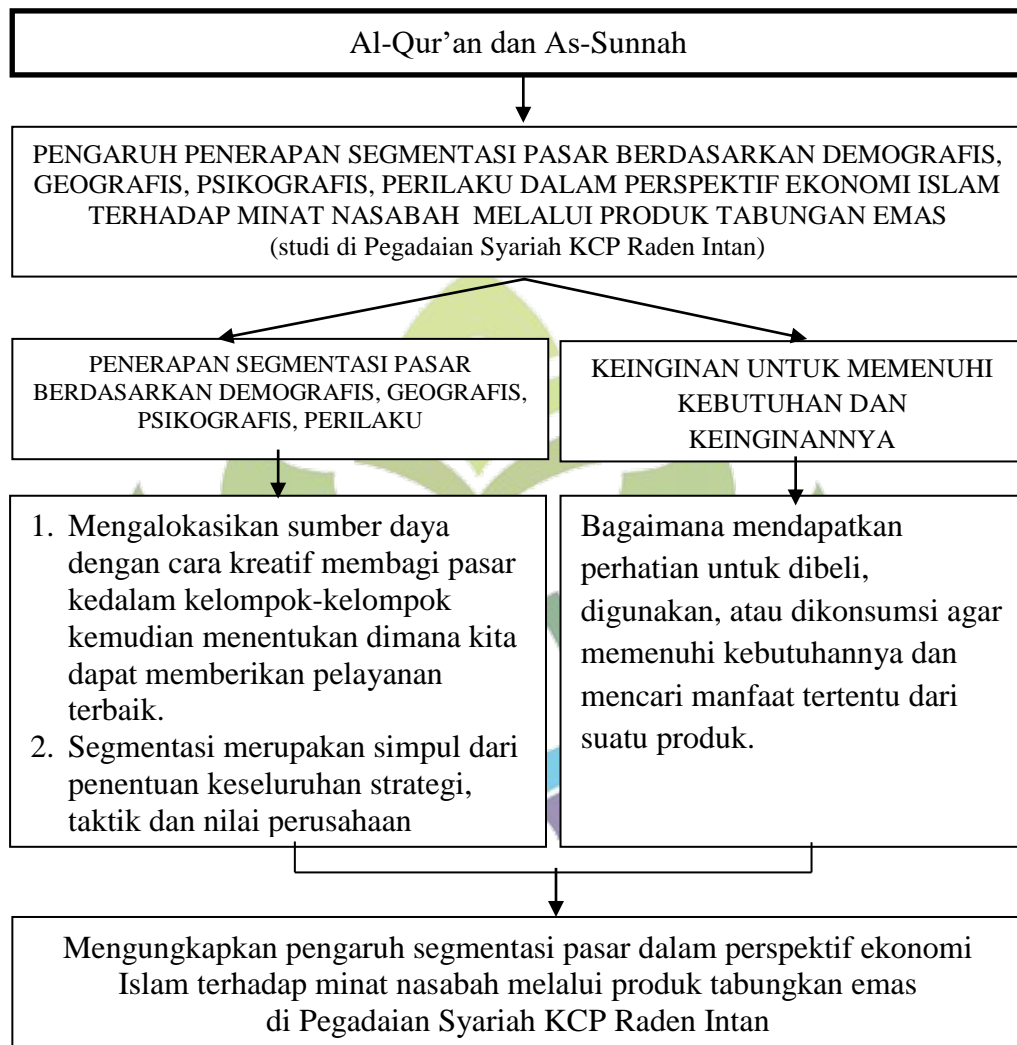 Al-Qur’an dan As-Sunnah
PENGARUH PENERAPAN SEGMENTASI PASAR BERDASARKAN DEMOGRAFIS,
GEOGRAFIS, PSIKOGRAFIS, PERILAKU DALAM PERSPEKTIF EKONOMI ISLAM
TERHADAP MINAT NASABAH MELALUI PRODUK TABUNGAN EMAS
(studi di Pegadaian Syariah KCP Raden Intan)
PENERAPAN SEGMENTASI PASAR
BERDASARKAN DEMOGRAFIS, GEOGRAFIS,
PSIKOGRAFIS, PERILAKU
KEINGINAN UNTUK MEMENUHI
KEBUTUHAN DAN
KEINGINANNYA
1. Mengalokasikan sumber daya
dengan cara kreatif membagi pasar
kedalam kelompok-kelompok
kemudian menentukan dimana kita
dapat memberikan pelayanan
terbaik.
2. Segmentasi merupakan simpul dari
penentuan keseluruhan strategi,
taktik dan nilai perusahaan
Bagaimana mendapatkan
perhatian untuk dibeli,
digunakan, atau dikonsumsi agar
memenuhi kebutuhannya dan
mencari manfaat tertentu dari
suatu produk.
Mengungkapkan pengaruh segmentasi pasar dalam perspektif ekonomi
Islam terhadap minat nasabah melalui produk tabungkan emas
di Pegadaian Syariah KCP Raden Intan